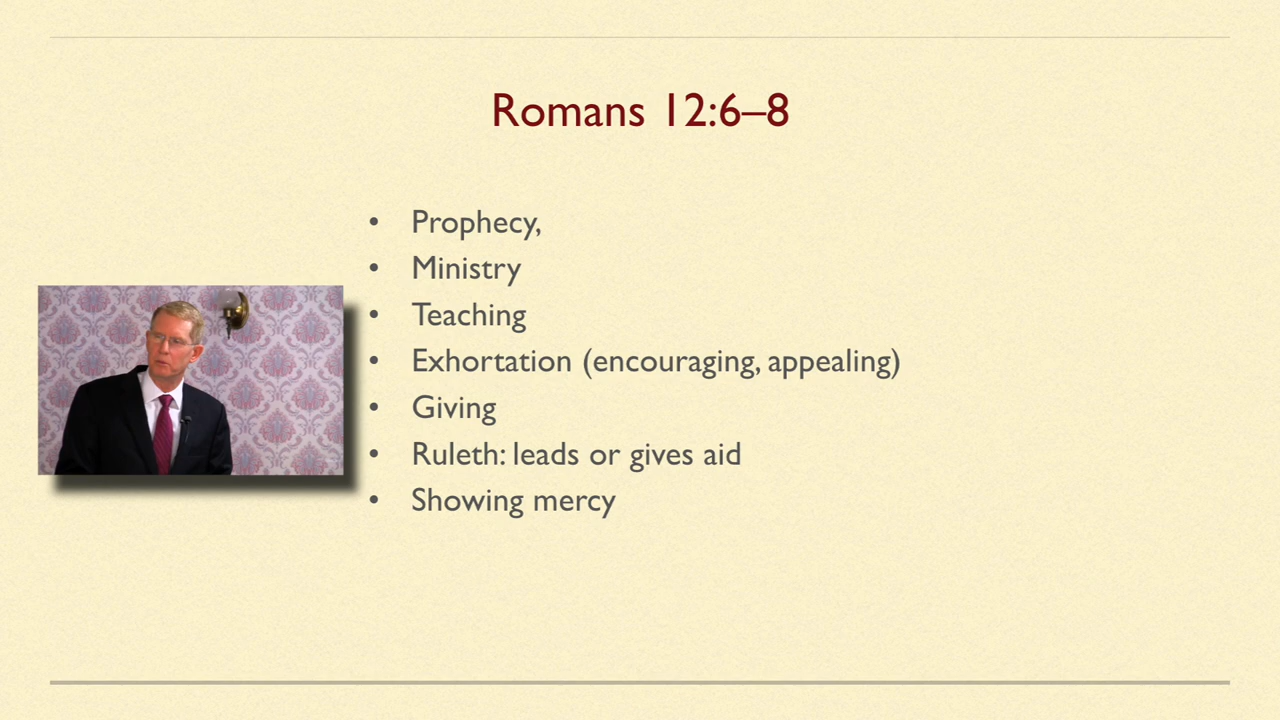 Romans 12:6–8
• Prophecy,
• Ministry
• Teaching
• Exhortation (encouraging, appealing)
• Giving
• Ruleth: leads or gives aid
• Showing mercy